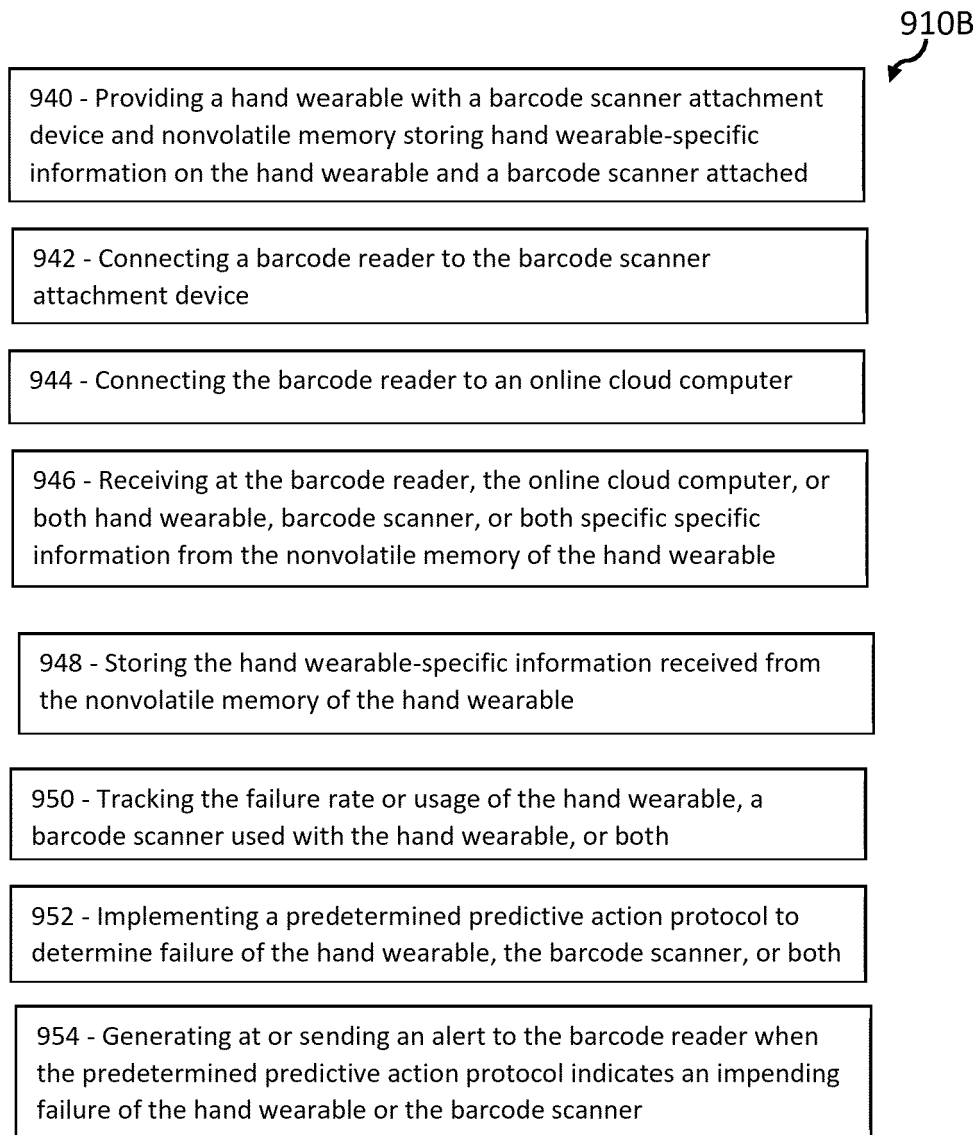 910B
940 - Providing a hand wearable with a barcode scanner attachment
device and nonvolatile memory storing hand wearable-specific
information on the hand wearable and a barcode scanner attached
942 - Connecting a barcode reader to the barcode scanner
attachment device
944 - Connecting the barcode reader to an online cloud computer
946 - Receiving at the barcode reader, the online cloud computer, or
both hand wearable, barcode scanner, or both specific specific
information from the nonvolatile memory of the hand wearable
948 - Storing the hand wearable-specific information received from
the nonvolatile memory of the hand wearable
950 - Tracking the failure rate or usage of the hand wearable, a
barcode scanner used with the hand wearable, or both
952 - Implementing a predetermined predictive action protocol to
determine failure of the hand wearable, the barcode scanner, or both
954 - Generating at or sending an alert to the barcode reader when
the predetermined predictive action protocol indicates an impending
failure of the hand wearable or the barcode scanner